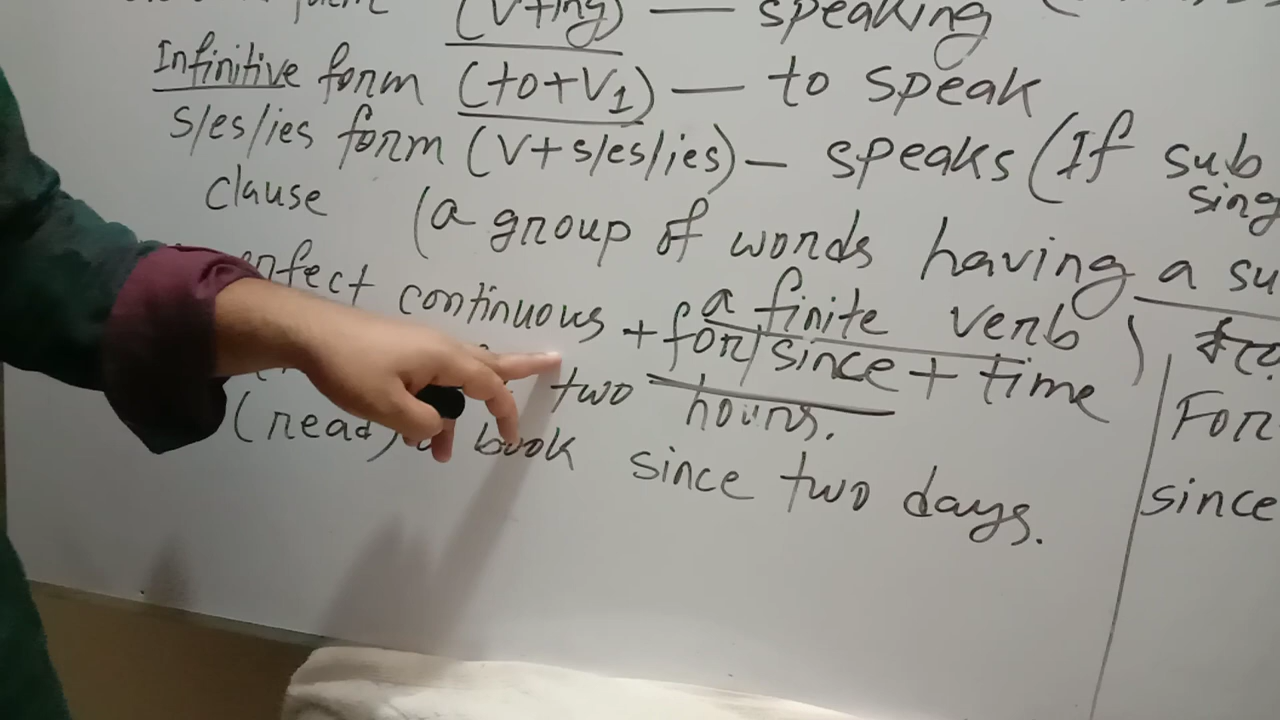 (V+ing) — speaking
Infinitive form (to+V1) — to speak
s/es/ies form (V+s/es/ies) — speaks (If sub
sing
clause (a group of words having a su
a finite verb)
continuous + for/since + time
two hours.
(read) a book since two days.
For
since